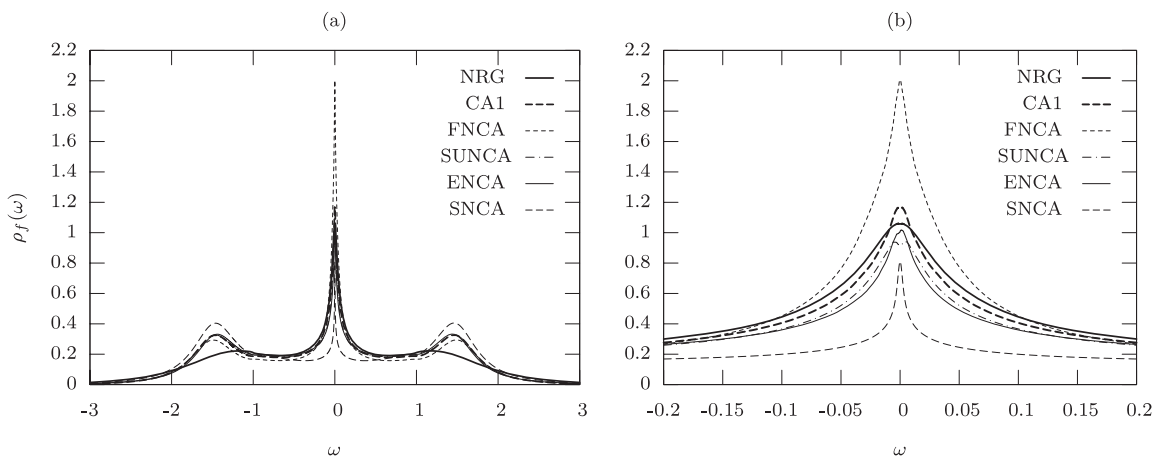 (a)
ρf(ω)
2.2
2
1.8
1.6
1.4
1.2
1
0.8
0.6
0.4
0.2
0
-3
-2
-1
0
1
2
3
ω
NRG
CA1
FNCA
SUNCA
ENCA
SNCA
(b)
2.2
2
1.8
1.6
1.4
1.2
1
0.8
0.6
0.4
0.2
0
-0.2
-0.15
-0.1
-0.05
0
0.05
0.1
0.15
0.2
ω
NRG
CA1
FNCA
SUNCA
ENCA
SNCA